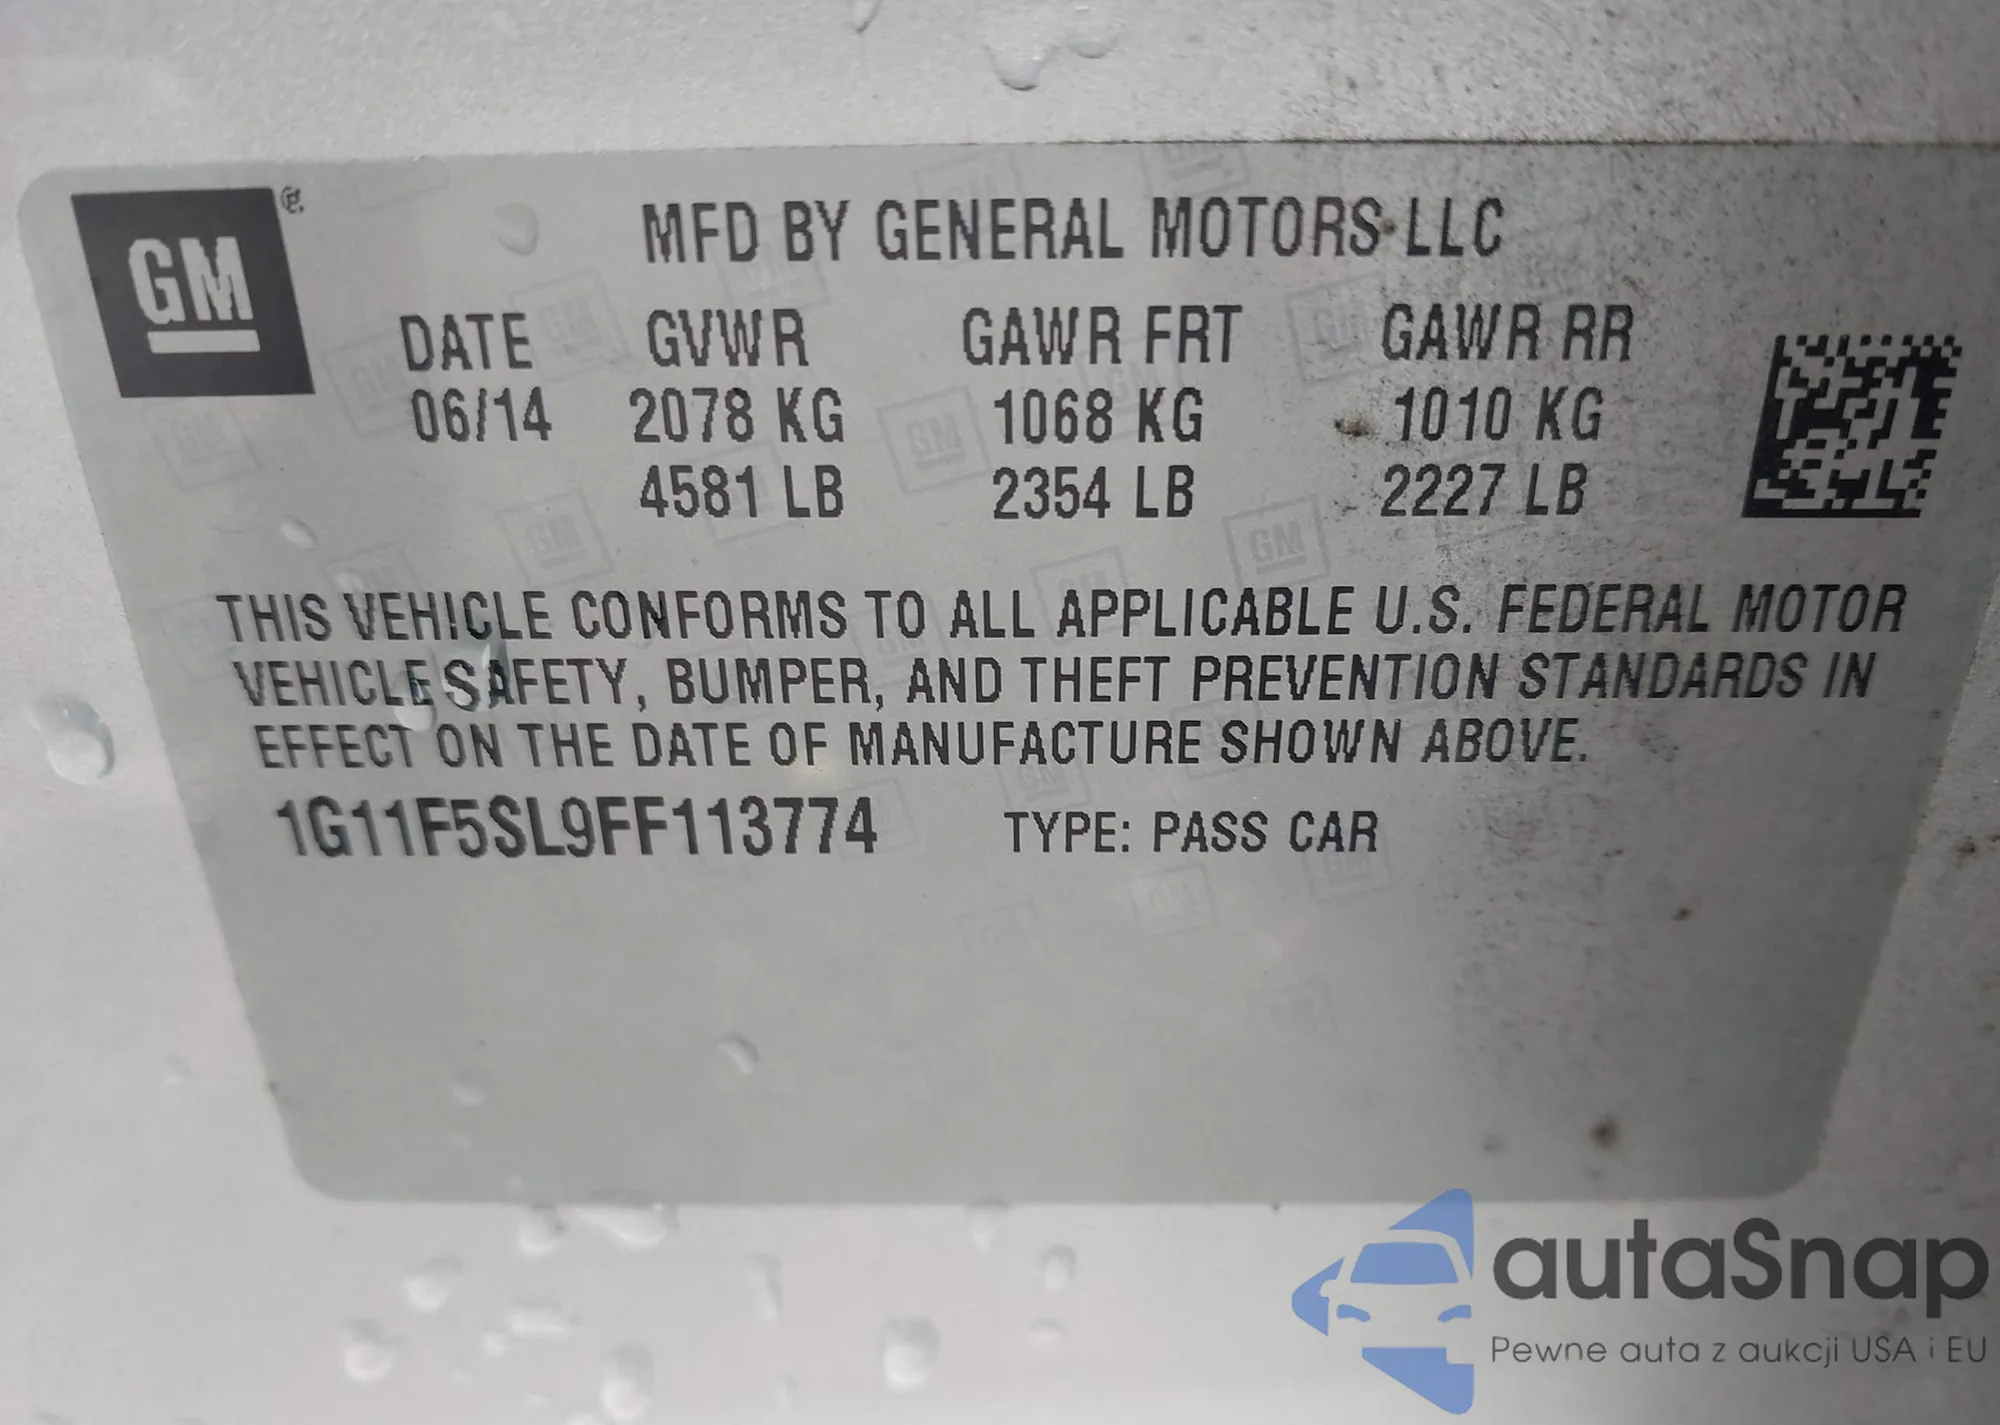 GM
MFD BY GENERAL MOTORS LLC
DATE GVWR GAWR FRT GAWR RR
06/14 2078 KG 1068 KG 1010 KG
4581 LB 2354 LB 2227 LB
THIS VEHICLE CONFORMS TO ALL APPLICABLE U.S. FEDERAL MOTOR
VEHICLE SAFETY, BUMPER, AND THEFT PREVENTION STANDARDS IN
EFFECT ON THE DATE OF MANUFACTURE SHOWN ABOVE.
1G11F5SL9FF113774 TYPE: PASS CAR
autaSnap
Pewne auta z aukcji USA i EU